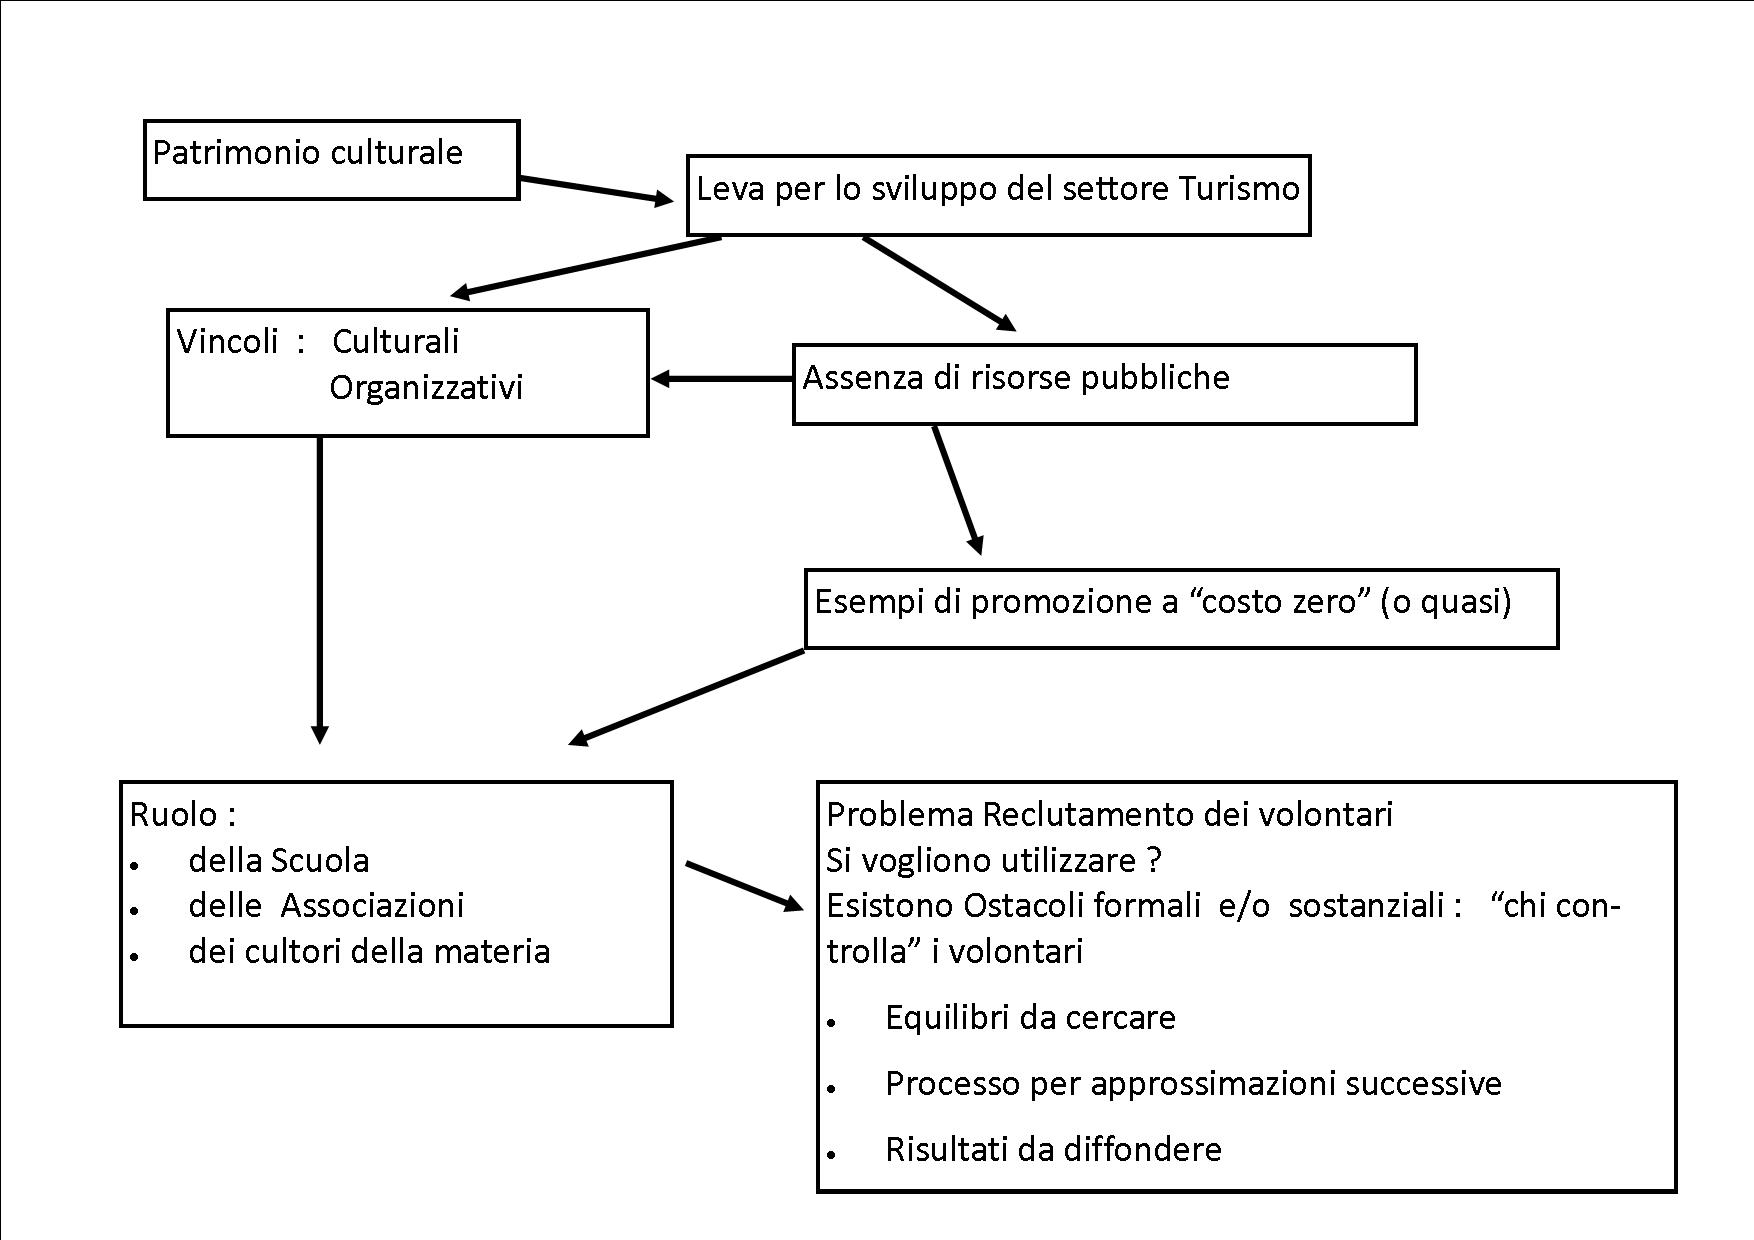 Patrimonio culturale
Leva per lo sviluppo del settore Turismo
Vincoli : Culturali
Organizzativi
Assenza di risorse pubbliche
Esempi di promozione a “costo zero” (o quasi)
Ruolo :
• della Scuola
• delle Associazioni
• dei cultori della materia
Problema Reclutamento dei volontari
Si vogliono utilizzare ?
Esistono Ostacoli formali e/o sostanziali : “chi con-
trolla” i volontari
• Equilibri da cercare
• Processo per approssimazioni successive
• Risultati da diffondere